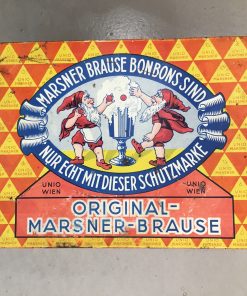 MARSNER BRAUSE BONBONS SIND
NUR ECHT MIT DIESER SCHUTZMARKE
UNIO
WIEN
UNIO
WIEN
ORIGINAL-
MARSNER-BRAUSE